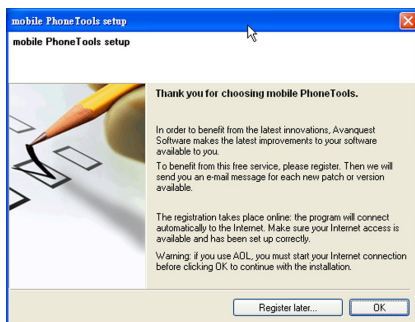 mobile PhoneTools setup
mobile PhoneTools setup
Thank you for choosing mobile PhoneTools.
In order to benefit from the latest innovations, Avanquest
Software makes the latest improvements to your software
available to you.
To benefit from this free service, please register. Then we will
send you an e-mail message for each new patch or version
available.
The registration takes place online: the program will connect
automatically to the Internet. Make sure your Internet access is
available and has been set up correctly.
Warning: if you use AOL, you must start your Internet connection
before clicking OK to continue with the installation.
Register later... OK